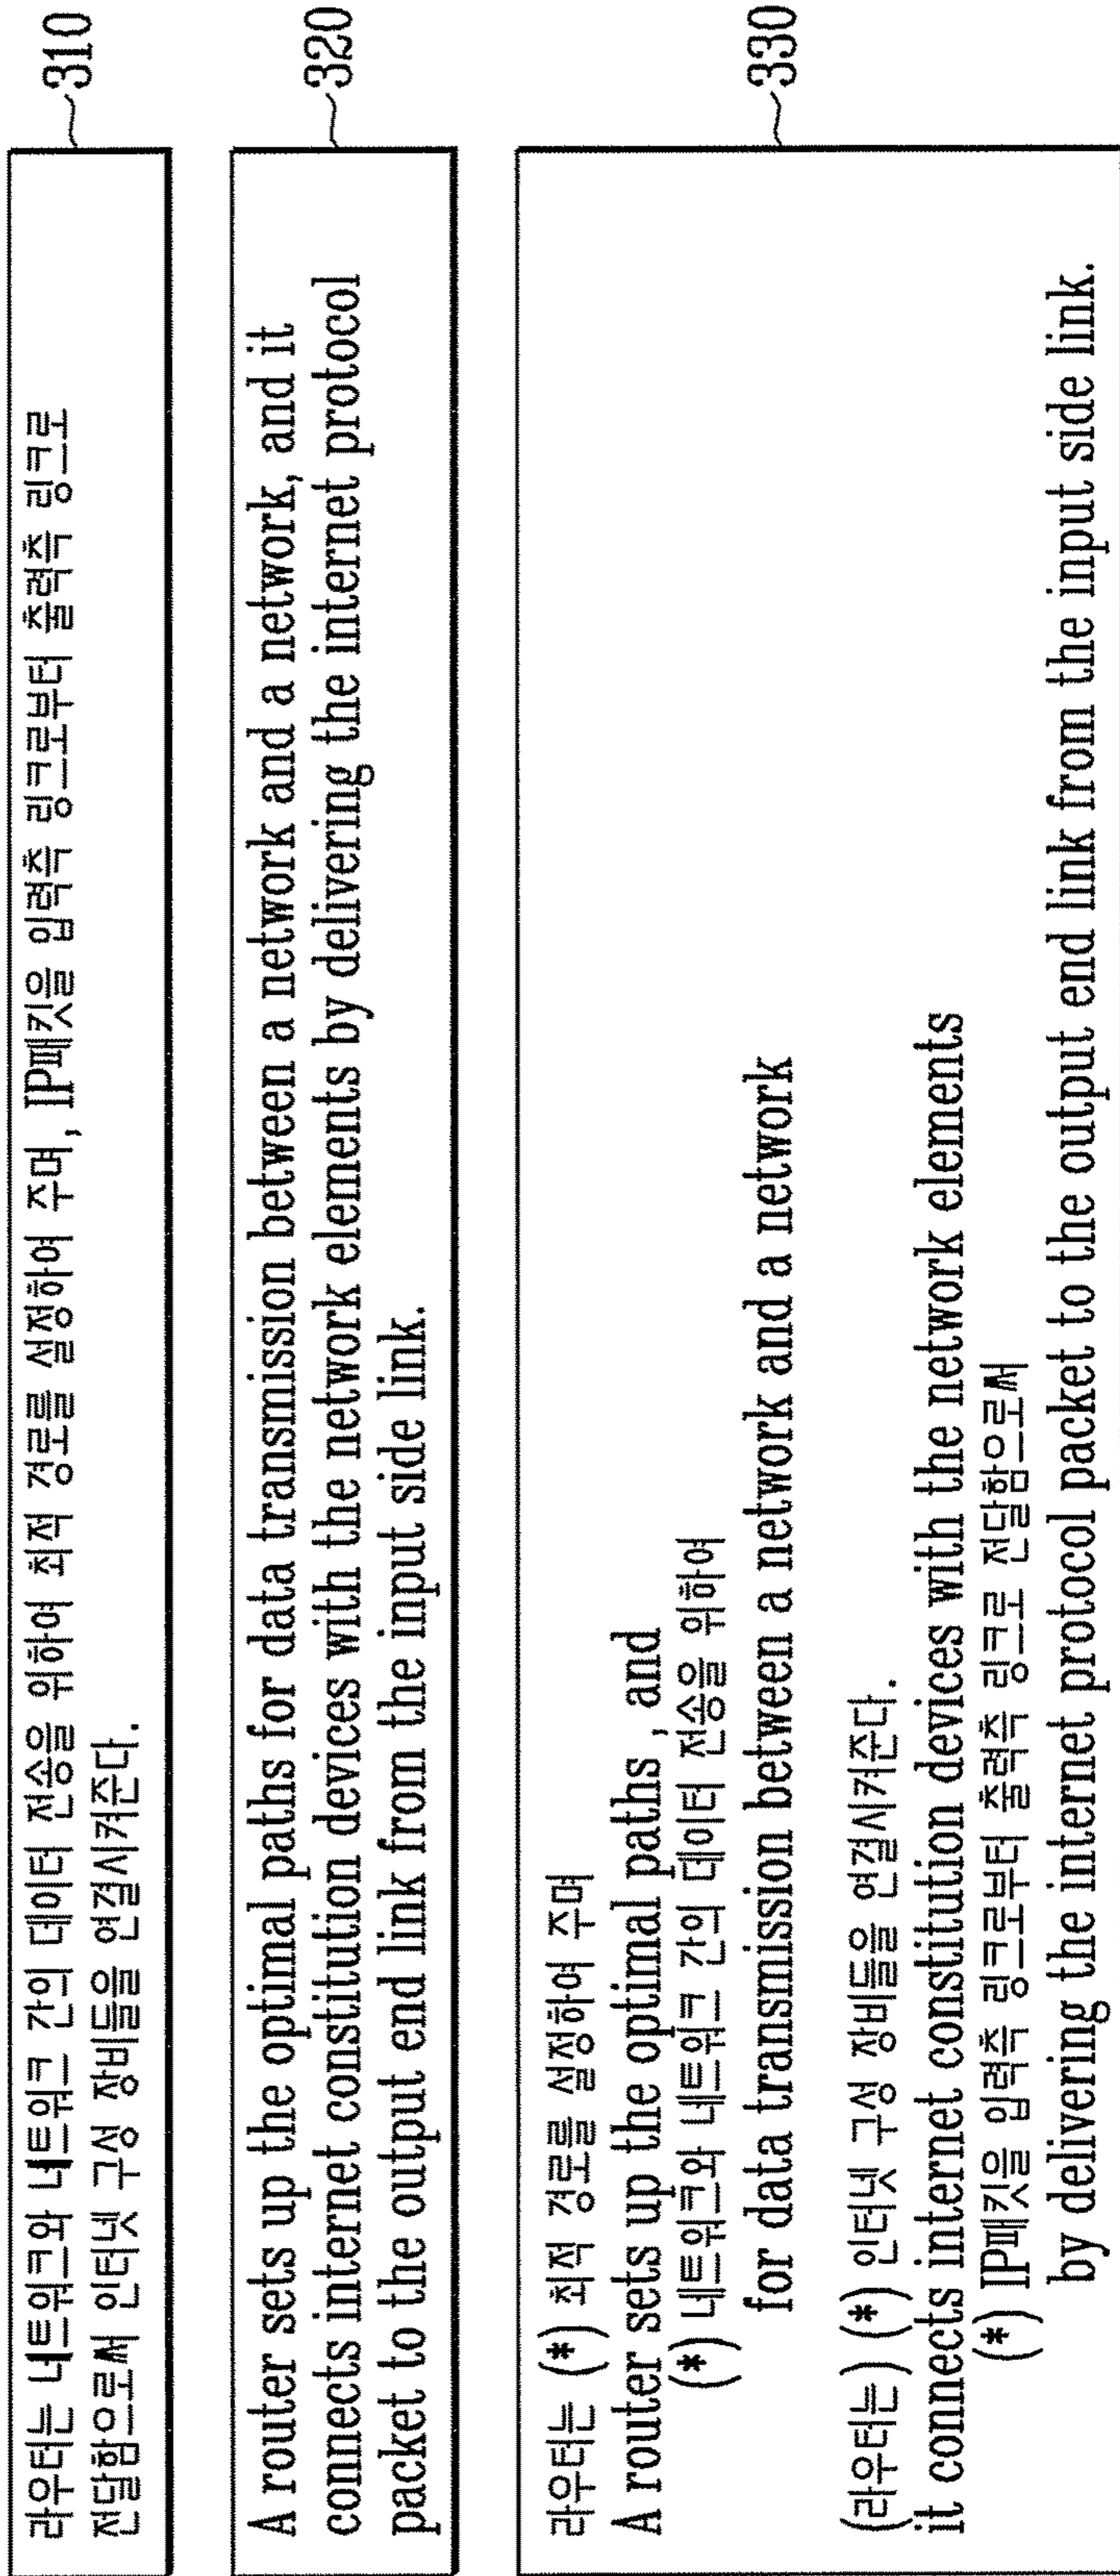 라우터는 네트워크와 네트워크 간의 데이터 전송을 위하여 최적 경로를 설정하여 주며, IP패킷을 입력측 링크로부터 출력측 링크로
전달함으로써 인터넷 구성 장비들을 연결시켜준다.
310
A router sets up the optimal paths for data transmission between a network and a network, and it
connects internet constitution devices with the network elements by delivering the internet protocol
packet to the output end link from the input side link.
320
라우터는 (*) 최적 경로를 설정하여 주며
A router sets up the optimal paths , and
(*) 네트워크와 네트워크 간의 데이터 전송을 위하여
for data transmission between a network and a network
(라우터는) (*) 인터넷 구성 장비들을 연결시켜준다.
it connects internet constitution devices with the network elements
(*) IP패킷을 입력측 링크로부터 출력측 링크로 전달함으로써
by delivering the internet protocol packet to the output end link from the input side link.
330